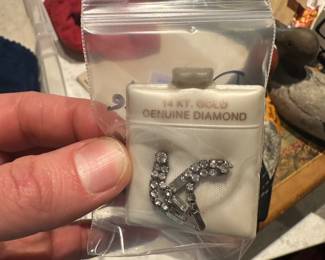 14 KT. GOLD
GENUINE DIAMOND